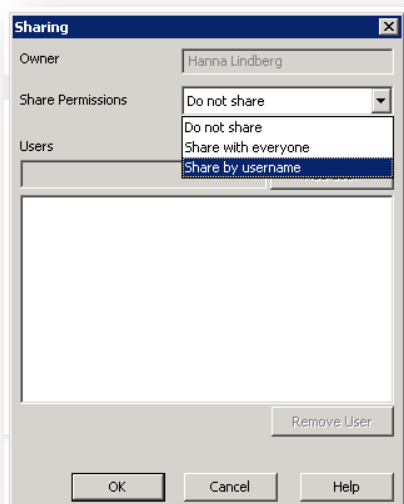 Sharing
Owner
Hanna Lindberg
Share Permissions
Do not share
Do not share
Share with everyone
Users
Share by username
Remove User
OK
Cancel
Help